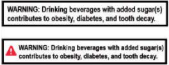 WARNING: Drinking beverages with added sugar(s)
contributes to obesity, diabetes, and tooth decay.
WARNING: Drinking beverages with added sugar(s)
contributes to obesity, diabetes, and tooth decay.